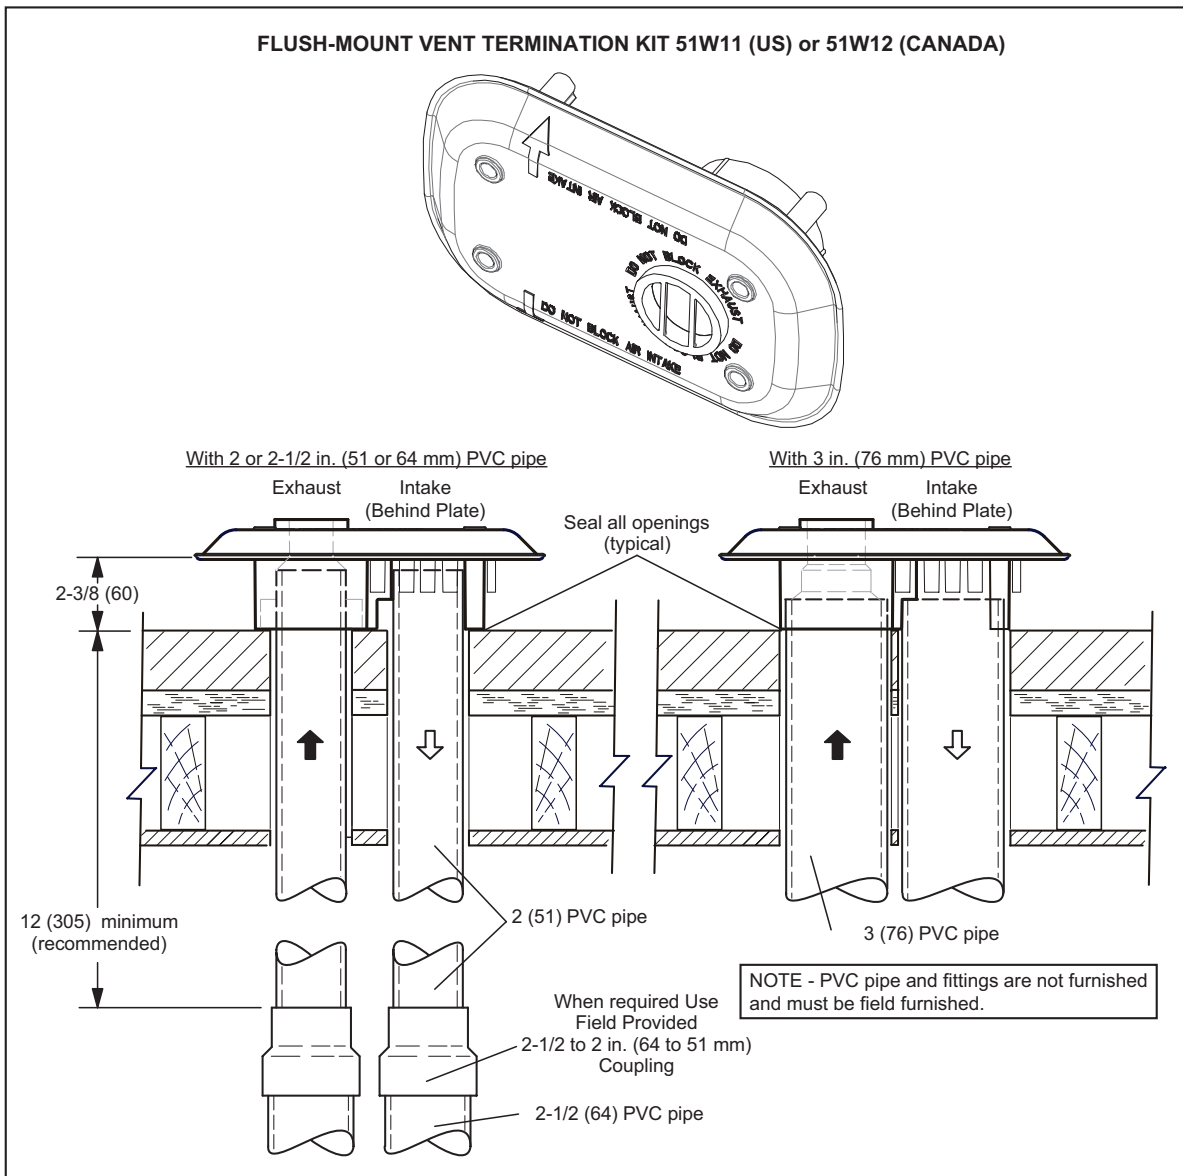 FLUSH-MOUNT VENT TERMINATION KIT 51W11 (US) or 51W12 (CANADA)
DO NOT BLOCK AIR INTAKE
DO NOT BLOCK EXHAUST
DO NOT
DO NOT BLOCK AIR INTAKE
With 2 or 2-1/2 in. (51 or 64 mm) PVC pipe
Exhaust
Intake
(Behind Plate)
Seal all openings
(typical)
With 3 in. (76 mm) PVC pipe
Exhaust
Intake
(Behind Plate)
2-3/8 (60)
12 (305) minimum
(recommended)
2 (51) PVC pipe
3 (76) PVC pipe
NOTE - PVC pipe and fittings are not furnished
and must be field furnished.
When required Use
Field Provided
2-1/2 to 2 in. (64 to 51 mm)
Coupling
2-1/2 (64) PVC pipe